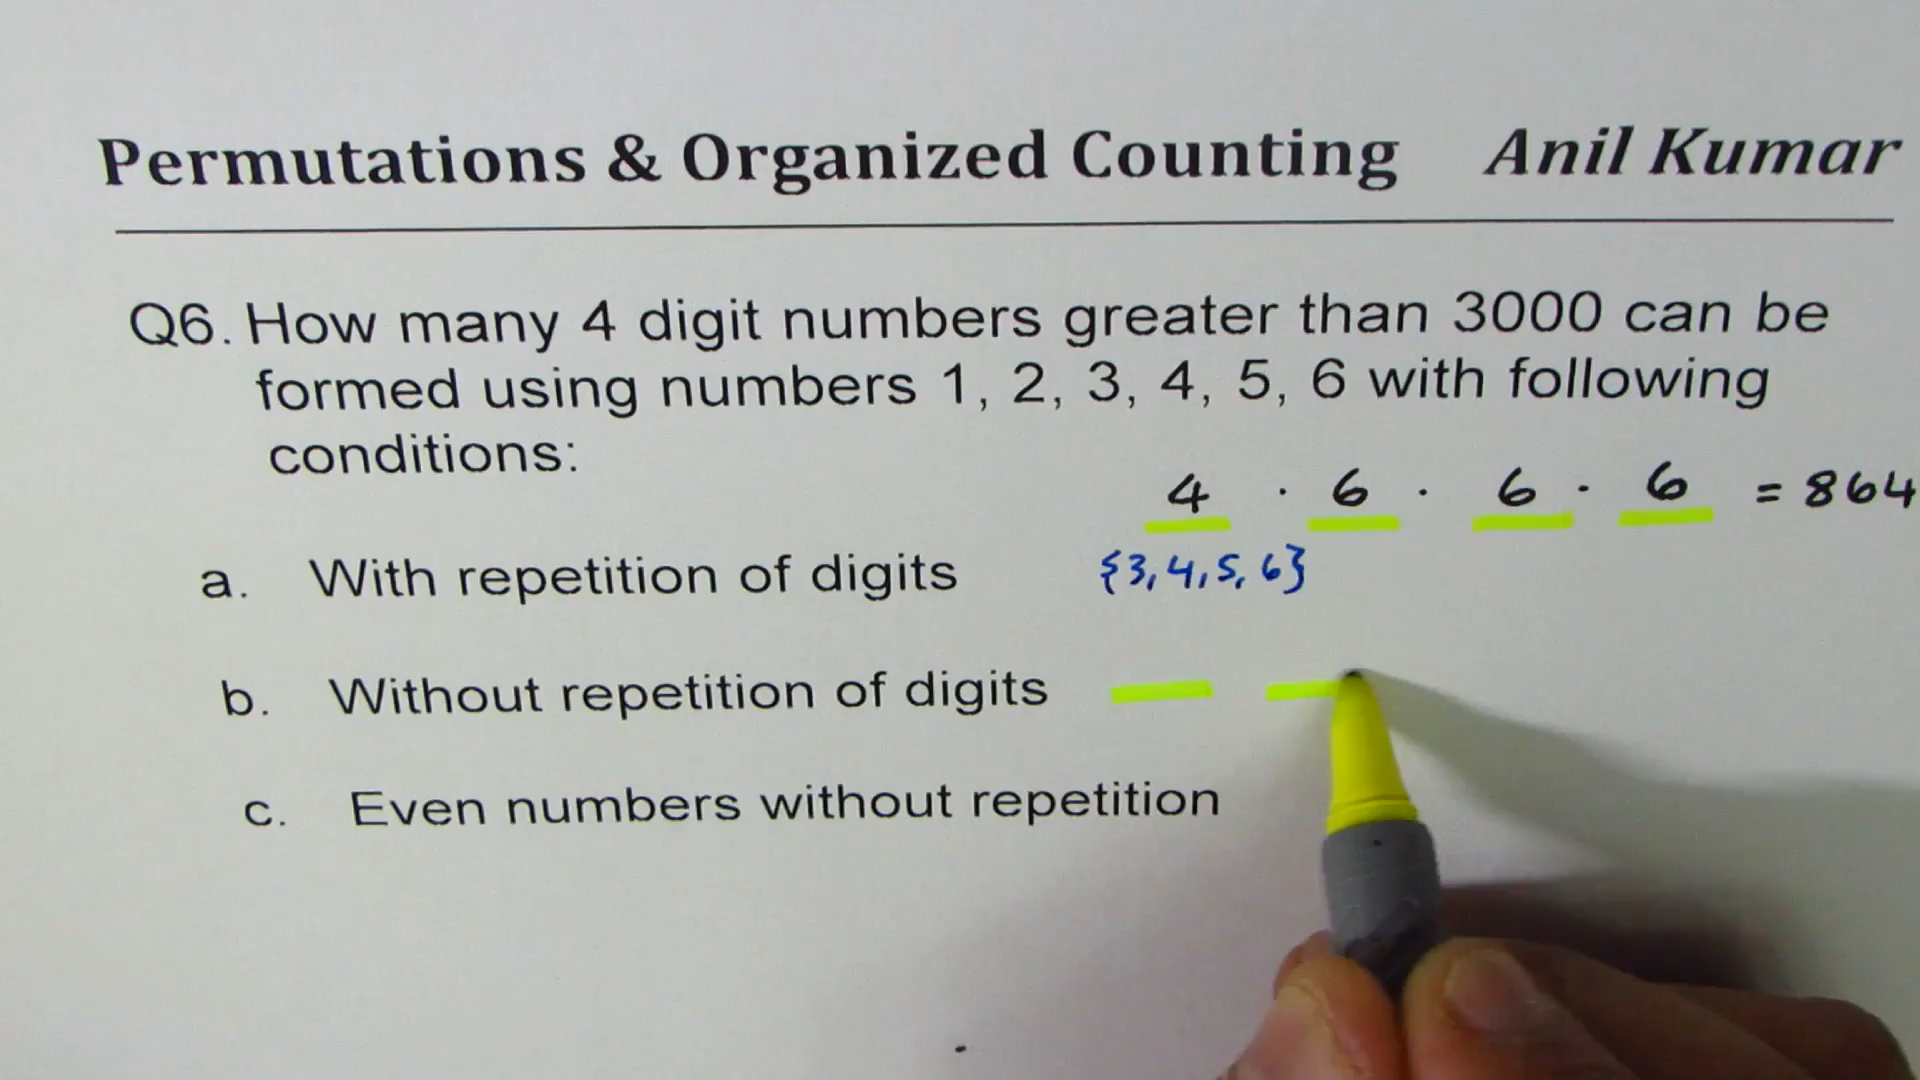 Permutations & Organized Counting Anil Kumar
Q6. How many 4 digit numbers greater than 3000 can be
formed using numbers 1, 2, 3, 4, 5, 6 with following
conditions:
4 · 6 · 6 · 6 = 864
a. With repetition of digits {3,4,5,6}
b. Without repetition of digits
c. Even numbers without repetition